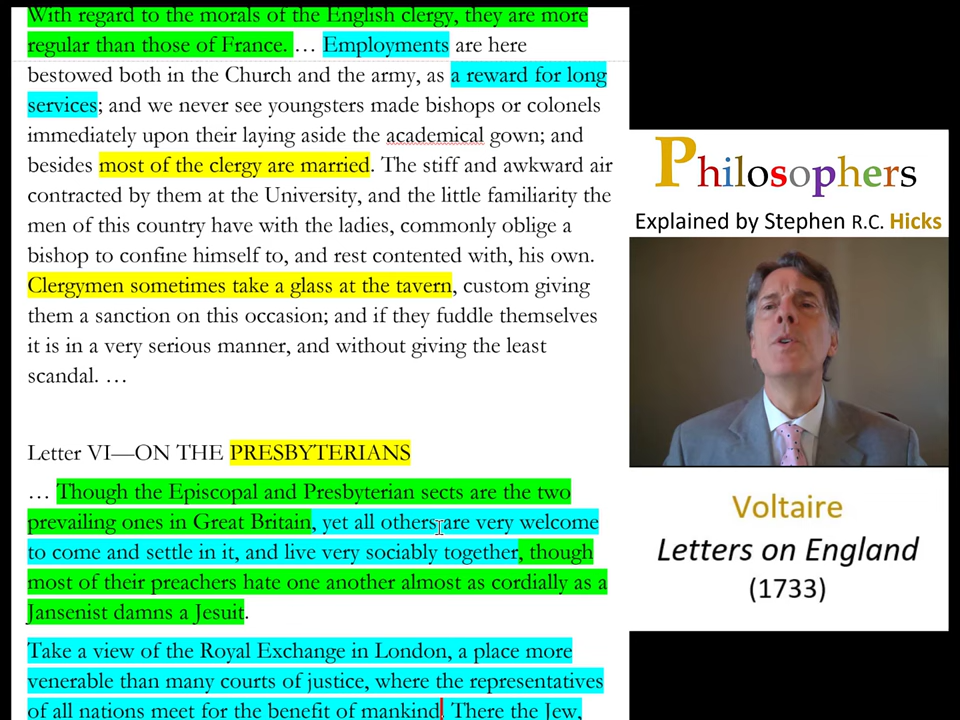 With regard to the morals of the English clergy, they are more
regular than those of France. … Employments are here
bestowed both in the Church and the army, as a reward for long
services; and we never see youngsters made bishops or colonels
immediately upon their laying aside the academical gown; and
besides most of the clergy are married. The stiff and awkward air
contracted by them at the University, and the little familiarity the
men of this country have with the ladies, commonly oblige a
bishop to confine himself to, and rest contented with, his own.
Clergymen sometimes take a glass at the tavern, custom giving
them a sanction on this occasion; and if they fuddle themselves
it is in a very serious manner, and without giving the least
scandal. …
Letter VI—ON THE PRESBYTERIANS
… Though the Episcopal and Presbyterian sects are the two
prevailing ones in Great Britain, yet all others are very welcome
to come and settle in it, and live very sociably together, though
most of their preachers hate one another almost as cordially as a
Jansenist damns a Jesuit.
Take a view of the Royal Exchange in London, a place more
venerable than many courts of justice, where the representatives
of all nations meet for the benefit of mankind. There the Jew,
Philosophers
Explained by Stephen R.C. Hicks
Voltaire
Letters on England
(1733)